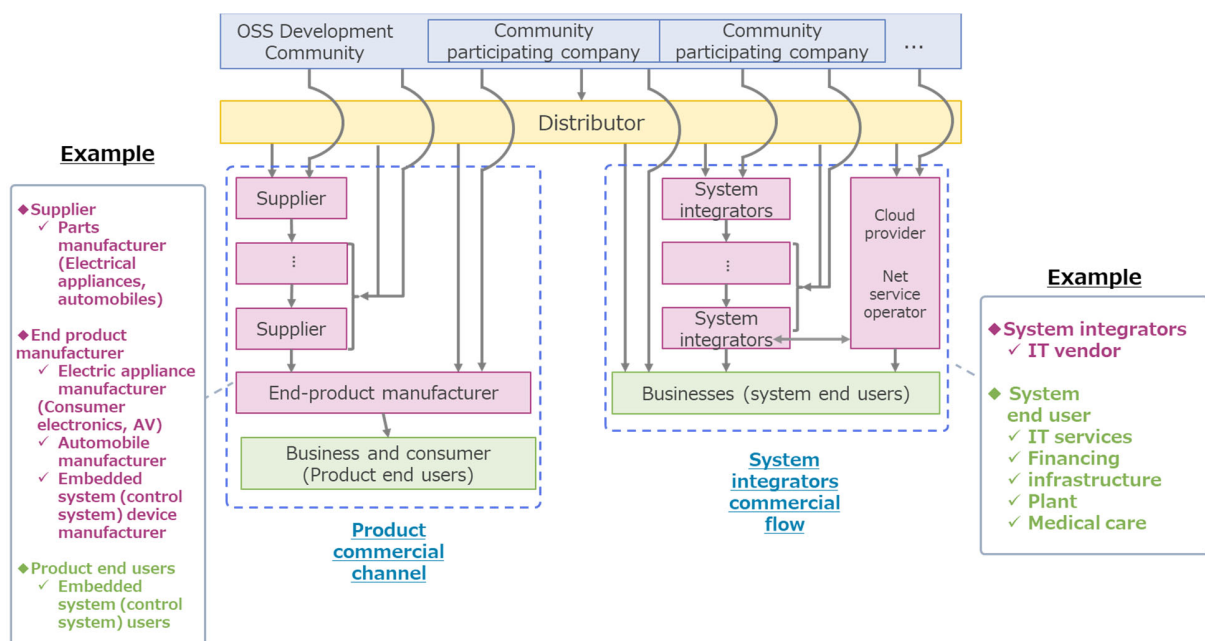 OSS Development
Community
Community
participating company
Community
participating company
...
Distributor
Example
◆Supplier
✓ Parts
manufacturer
(Electrical
appliances,
automobiles)
◆End product
manufacturer
✓ Electric appliance
manufacturer
(Consumer
electronics, AV)
✓ Automobile
manufacturer
✓ Embedded
system (control
system) device
manufacturer
◆Product end users
✓ Embedded
system (control
system) users
Supplier
...
Supplier
End-product manufacturer
Business and consumer
(Product end users)
Product
commercial
channel
System
integrators
...
System
integrators
Cloud
provider
Net
service
operator
Businesses (system end users)
System
integrators
commercial
flow
Example
◆System integrators
✓ IT vendor
◆ System
end user
✓ IT services
✓ Financing
✓ infrastructure
✓ Plant
✓ Medical care